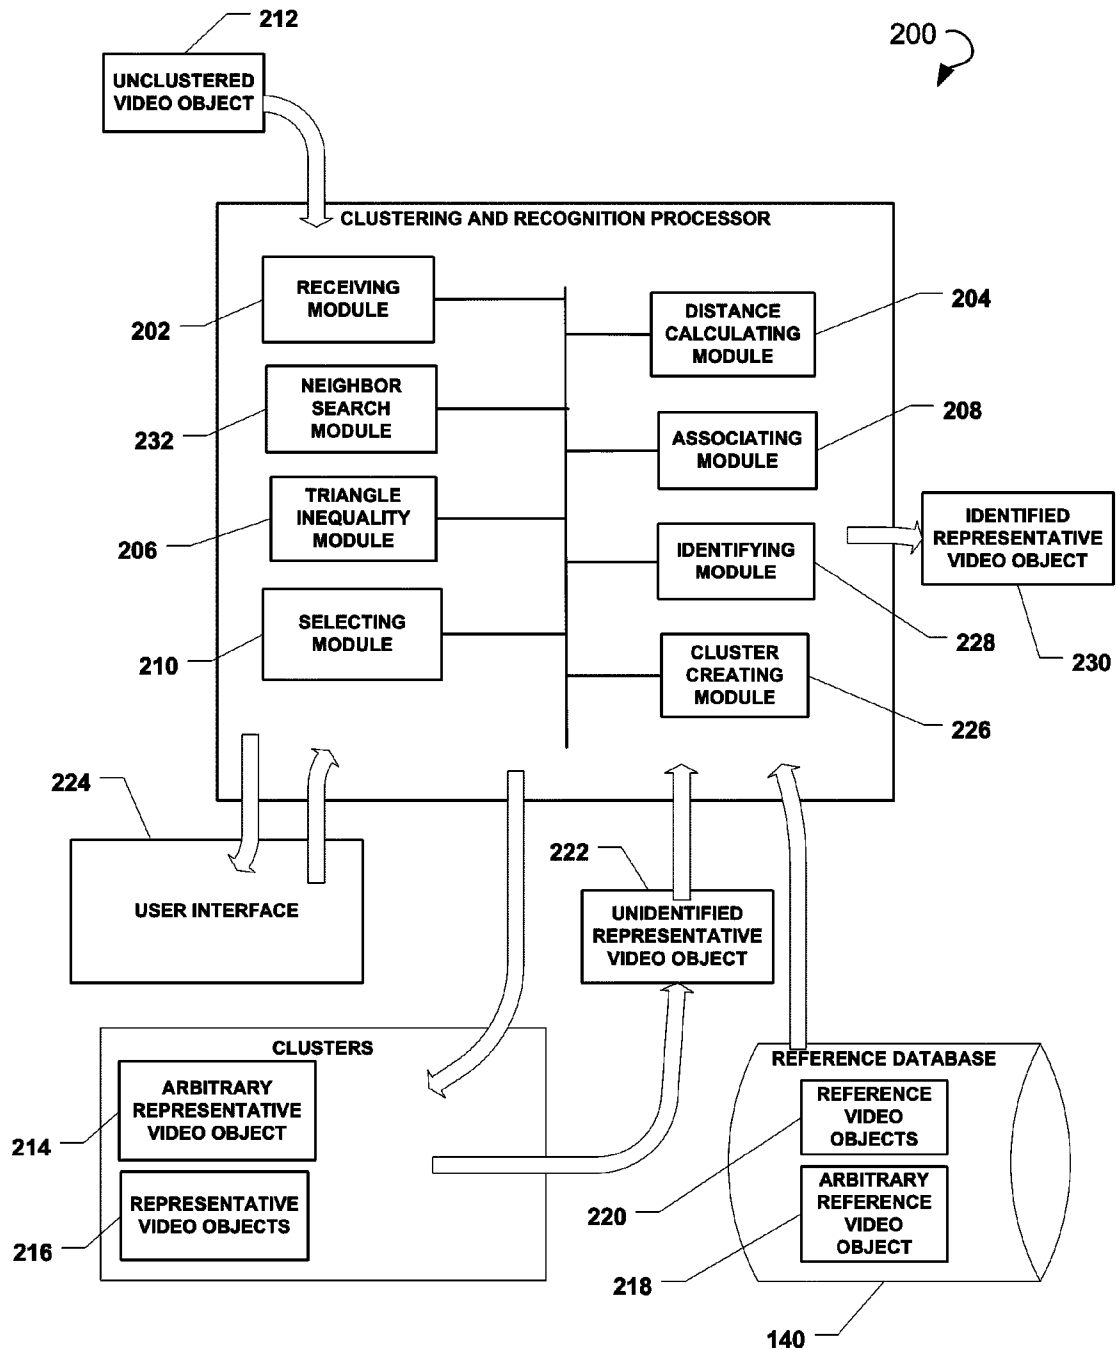 212
200
UNCLUSTERED
VIDEO OBJECT
CLUSTERING AND RECOGNITION PROCESSOR
RECEIVING
MODULE
202
DISTANCE
CALCULATING
MODULE
204
NEIGHBOR
SEARCH
MODULE
232
ASSOCIATING
MODULE
208
TRIANGLE
INEQUALITY
MODULE
206
IDENTIFYING
MODULE
228
IDENTIFIED
REPRESENTATIVE
VIDEO OBJECT
230
SELECTING
MODULE
210
CLUSTER
CREATING
MODULE
226
224
USER INTERFACE
222
UNIDENTIFIED
REPRESENTATIVE
VIDEO OBJECT
CLUSTERS
ARBITRARY
REPRESENTATIVE
VIDEO OBJECT
214
REPRESENTATIVE
VIDEO OBJECTS
216
REFERENCE DATABASE
REFERENCE
VIDEO
OBJECTS
220
ARBITRARY
REFERENCE
VIDEO
OBJECT
218
140